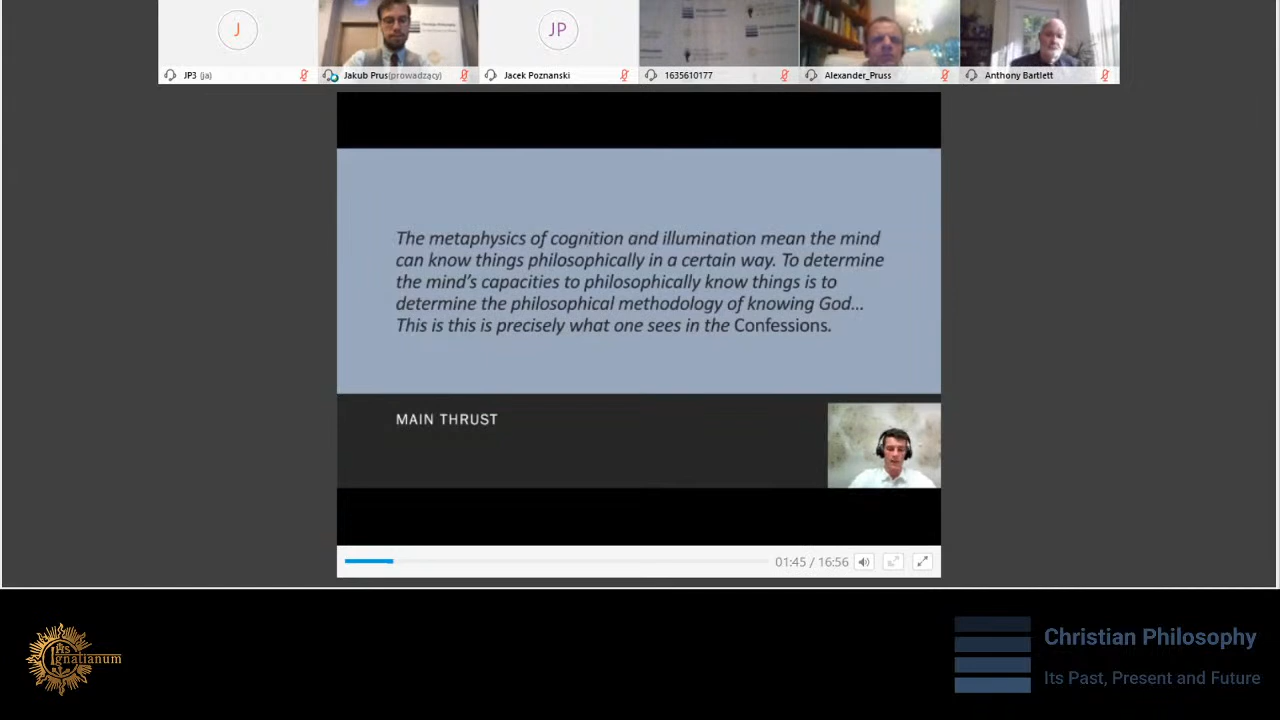 J
JP
JP3 (ja)
Jakub Prus(prowadzący)
Jacek Poznanski
1635610177
Alexander_Pruss
Anthony Bartlett
The metaphysics of cognition and illumination mean the mind
can know things philosophically in a certain way. To determine
the mind's capacities to philosophically know things is to
determine the philosophical methodology of knowing God...
This is this is precisely what one sees in the Confessions.
MAIN THRUST
01:45 / 16:56
Ignatianum
Christian Philosophy
Its Past, Present and Future